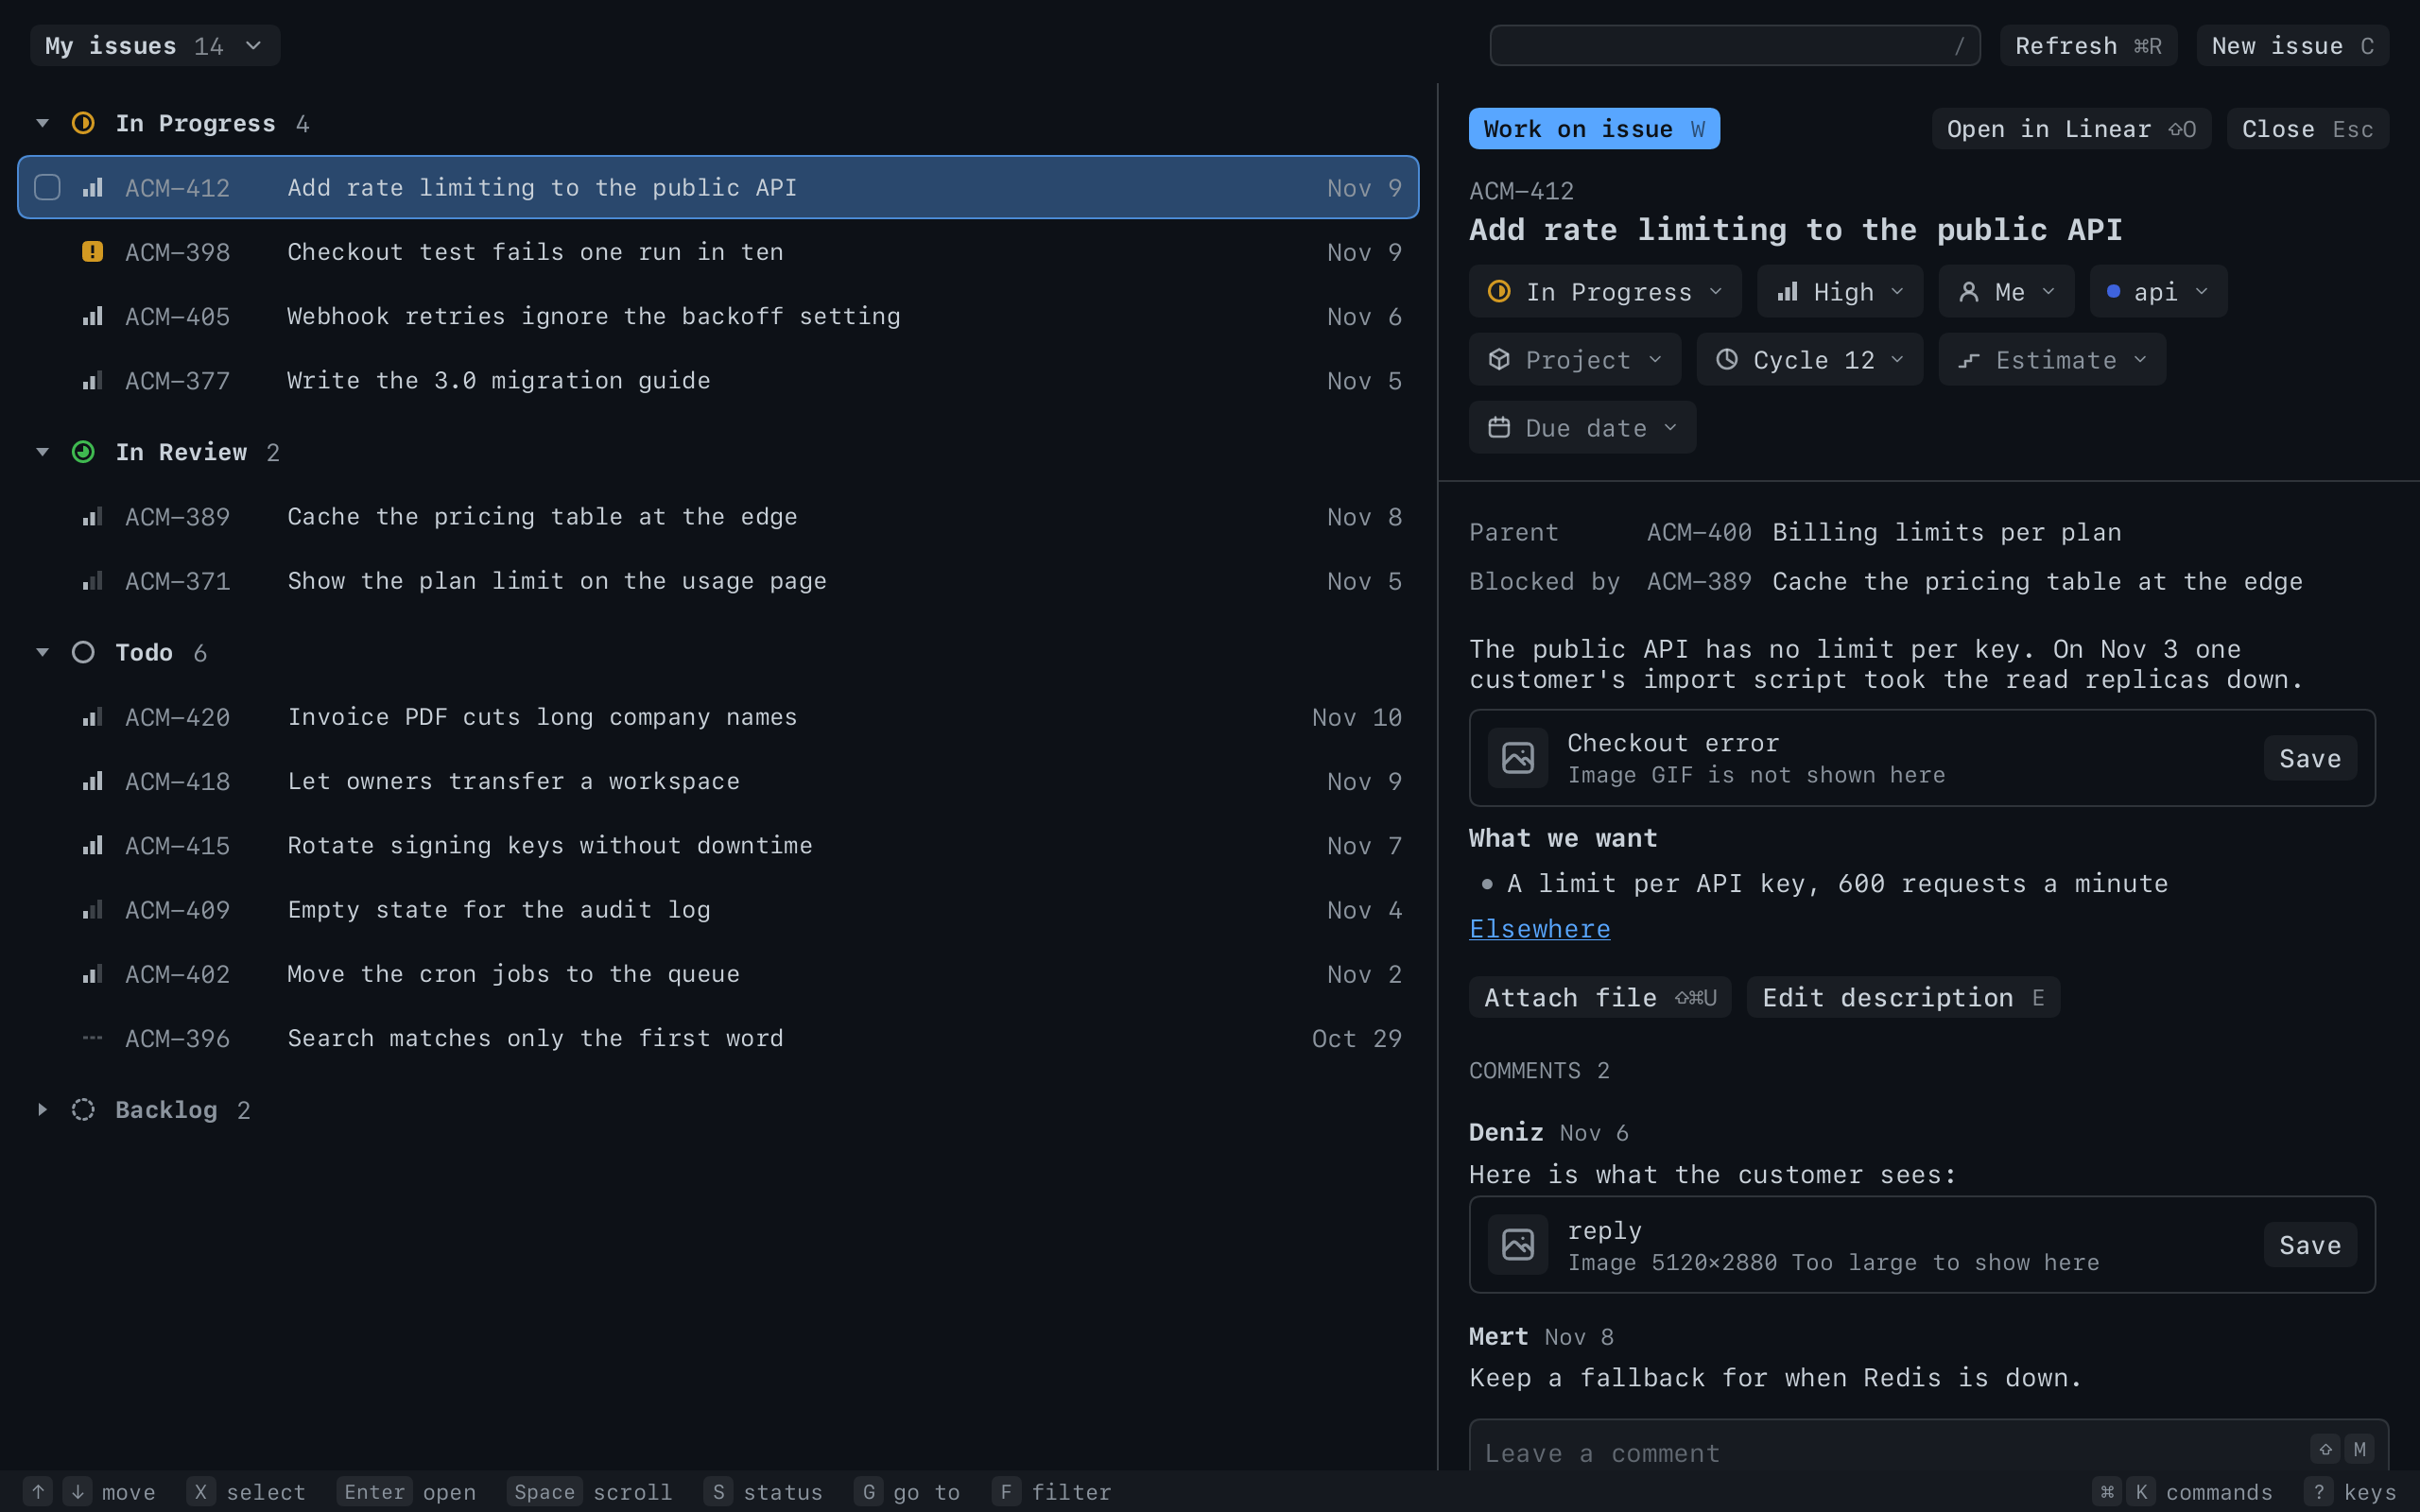 My issues 14
/
Refresh ⌘R
New issue C
In Progress 4
ACM-412 Add rate limiting to the public API Nov 9
ACM-398 Checkout test fails one run in ten Nov 9
ACM-405 Webhook retries ignore the backoff setting Nov 6
ACM-377 Write the 3.0 migration guide Nov 5
In Review 2
ACM-389 Cache the pricing table at the edge Nov 8
ACM-371 Show the plan limit on the usage page Nov 5
Todo 6
ACM-420 Invoice PDF cuts long company names Nov 10
ACM-418 Let owners transfer a workspace Nov 9
ACM-415 Rotate signing keys without downtime Nov 7
ACM-409 Empty state for the audit log Nov 4
ACM-402 Move the cron jobs to the queue Nov 2
ACM-396 Search matches only the first word Oct 29
Backlog 2
Work on issue W
Open in Linear ⇧O
Close Esc
ACM-412
Add rate limiting to the public API
In Progress High Me api
Project Cycle 12 Estimate
Due date
Parent ACM-400 Billing limits per plan
Blocked by ACM-389 Cache the pricing table at the edge
The public API has no limit per key. On Nov 3 one
customer's import script took the read replicas down.
Checkout error
Image GIF is not shown here
Save
What we want
• A limit per API key, 600 requests a minute
Elsewhere
Attach file ⇧⌘U
Edit description E
COMMENTS 2
Deniz Nov 6
Here is what the customer sees:
reply
Image 5120×2880 Too large to show here
Save
Mert Nov 8
Keep a fallback for when Redis is down.
Leave a comment ⇧ M
↑ ↓ move X select Enter open Space scroll S status G go to F filter ⌘ K commands ? keys